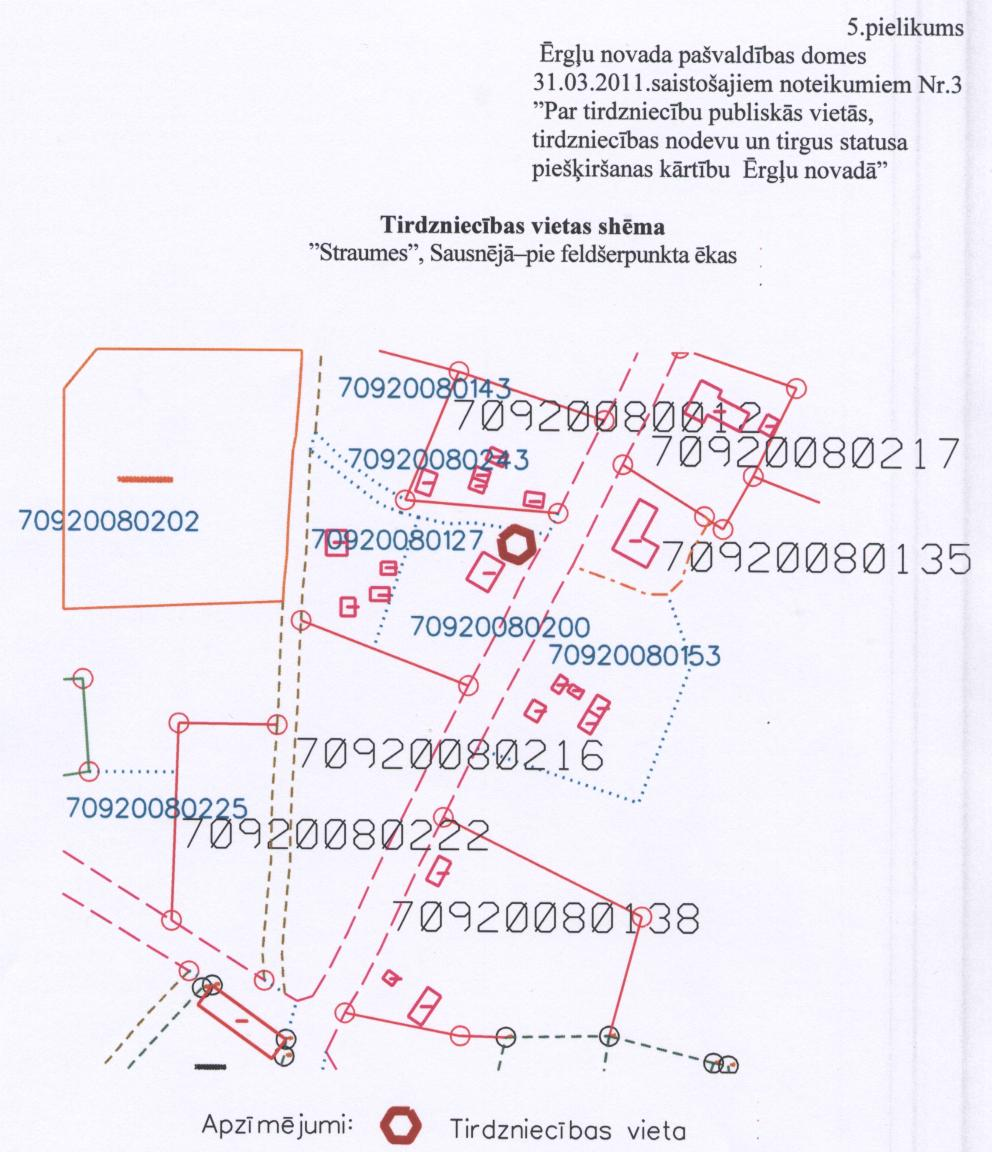 5.pielikums
Ērgļu novada pašvaldības domes
31.03.2011.saistošajiem noteikumiem Nr.3
”Par tirdzniecību publiskās vietās,
tirdzniecības nodevu un tirgus statusa
piešķiršanas kārtību Ērgļu novadā”
Tirdzniecības vietas shēma
”Straumes”, Sausnējā–pie feldšerpunkta ēkas
70920080143
70920080012
70920080217
70920080243
70920080202
70920080127
70920080135
70920080200
70920080153
70920080216
70920080225
70920080222
70920080138
Apzīmējumi: Tirdzniecības vieta